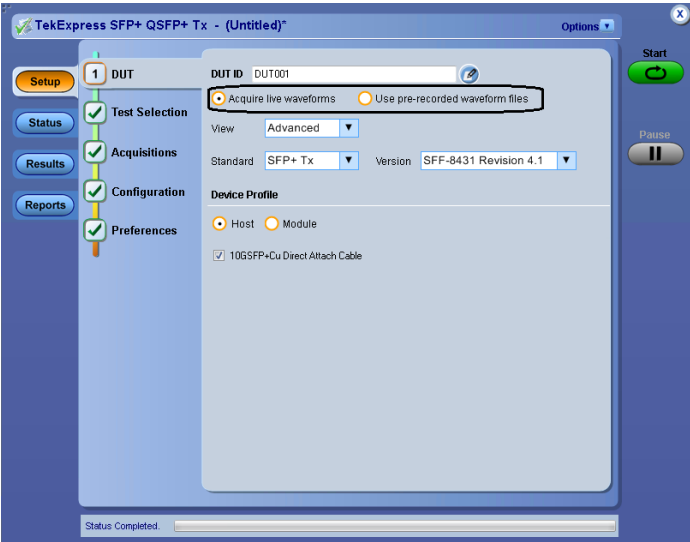 TekExpress SFP+ QSFP+ Tx  -  (Untitled)*
Options
x
Start
Setup
Status
Results
Reports
1 DUT
Test Selection
Acquisitions
Configuration
Preferences
DUT ID DUT001
Acquire live waveforms Use pre-recorded waveform files
View Advanced
Standard SFP+ Tx Version SFF-8431 Revision 4.1
Device Profile
Host Module
10GSFP+Cu Direct Attach Cable
Pause
Status Completed.